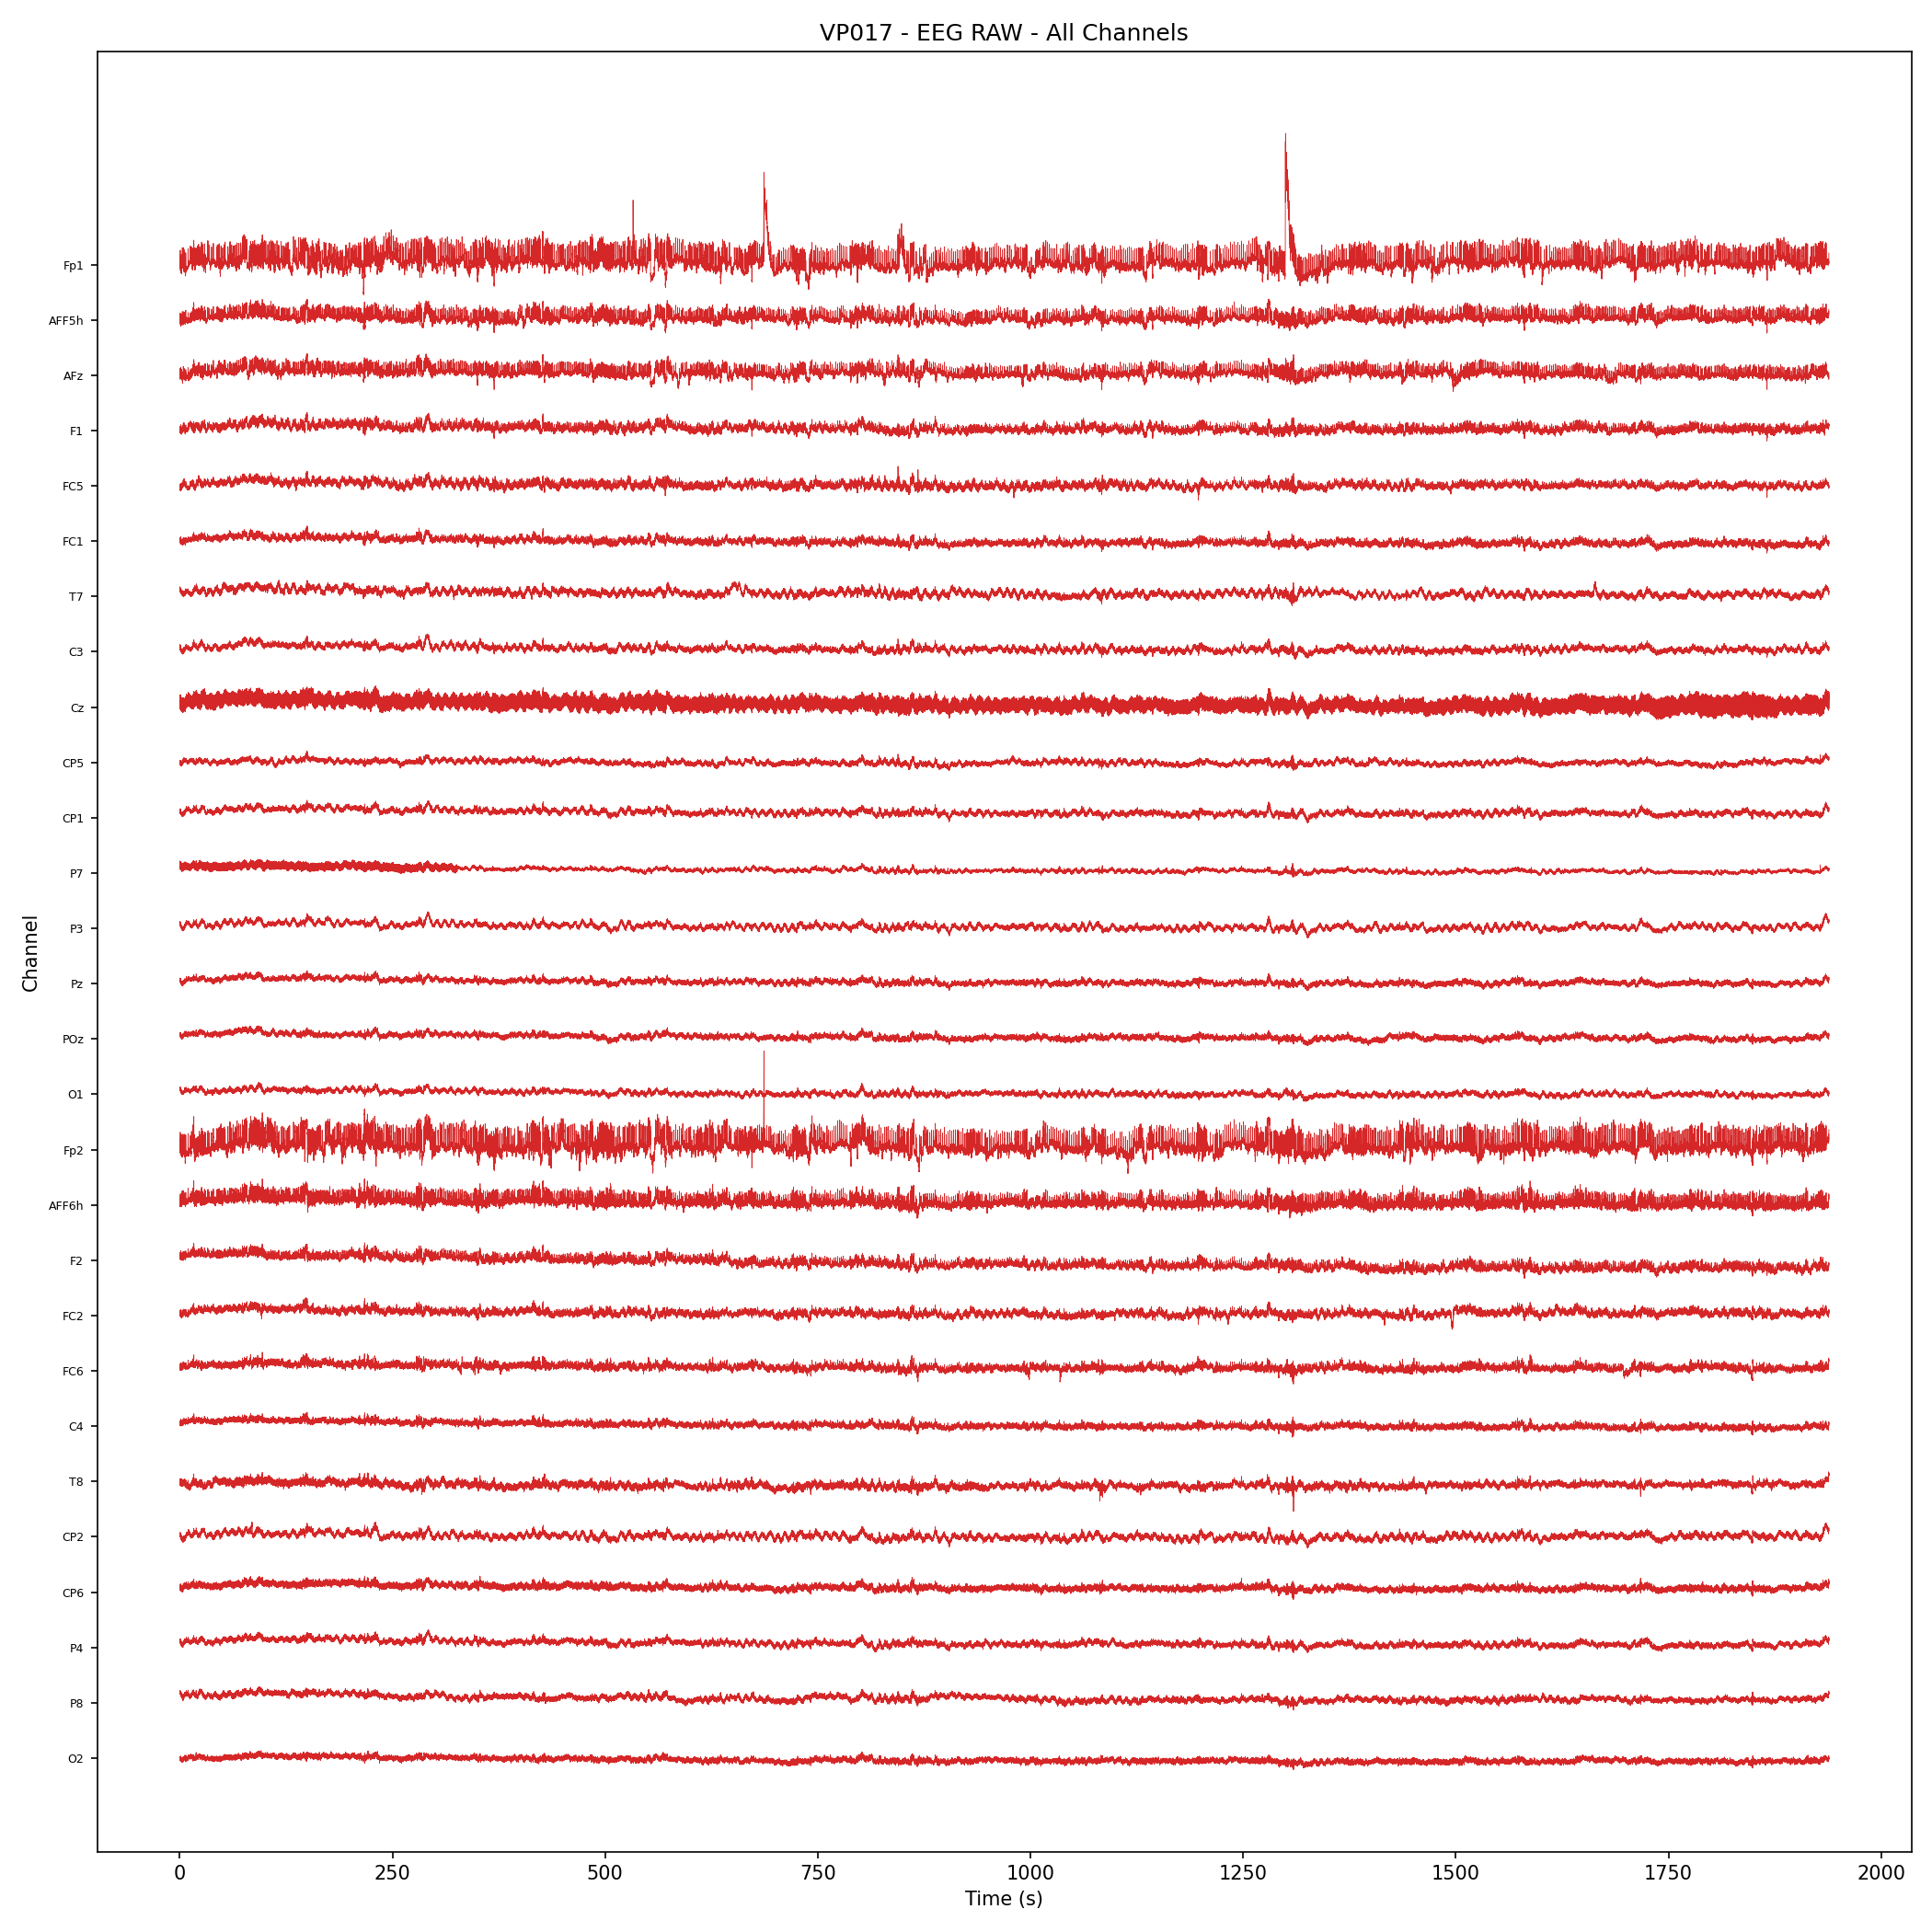 VP017 - EEG RAW - All Channels
Channel
Fp1
AFF5h
AFz
F1
FC5
FC1
T7
C3
Cz
CP5
CP1
P7
P3
Pz
POz
O1
Fp2
AFF6h
F2
FC2
FC6
C4
T8
CP2
CP6
P4
P8
O2
0 250 500 750 1000 1250 1500 1750 2000
Time (s)